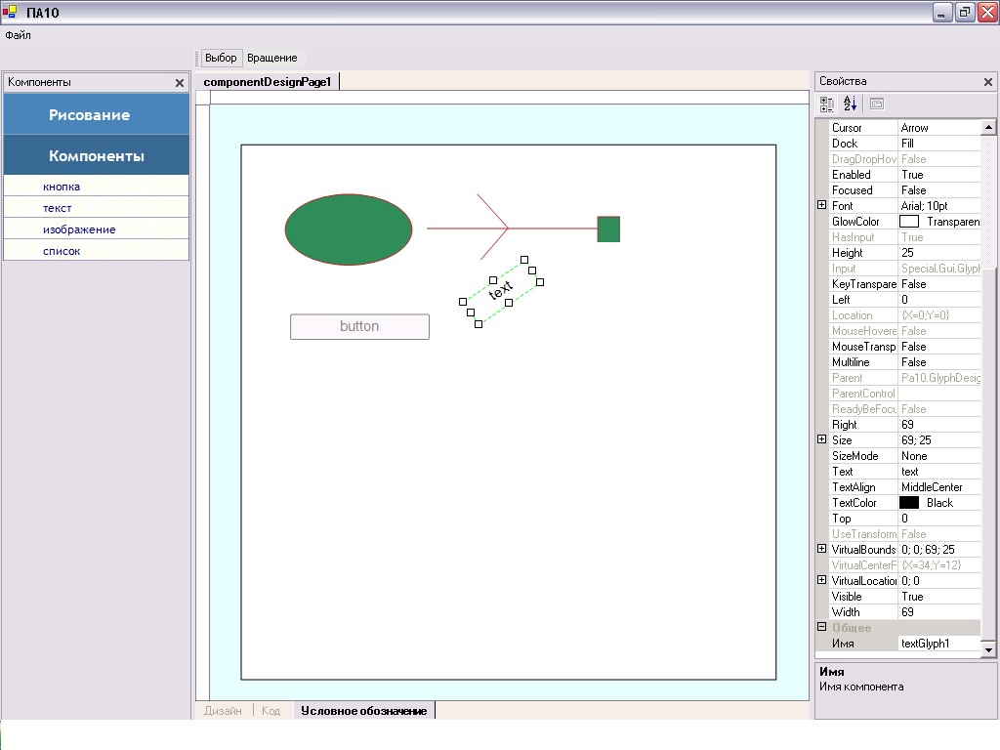 ПА10
Файл
Выбор Вращение
Компоненты
Рисование
Компоненты
кнопка
текст
изображение
список
componentDesignPage1
text
button
Дизайн Код Условное обозначение
Свойства
Cursor Arrow
Dock Fill
DragDropHov False
Enabled True
Focused False
Font Arial; 10pt
GlowColor Transparen
HasInput True
Height 25
Input Special.Gui.Glyph
KeyTranspare False
Left 0
Location {X=0;Y=0}
MouseHovere False
MouseTransp False
Multiline False
Parent Pa10.GlyphDesig
ParentControl
ReadyBeFocu False
Right 69
Size 69; 25
SizeMode None
Text text
TextAlign MiddleCenter
TextColor Black
Top 0
UseTransform False
VirtualBounds 0; 0; 69; 25
VirtualCenterF {X=34;Y=12}
VirtualLocation 0; 0
Visible True
Width 69
Общее
Имя textGlyph1
Имя
Имя компонента